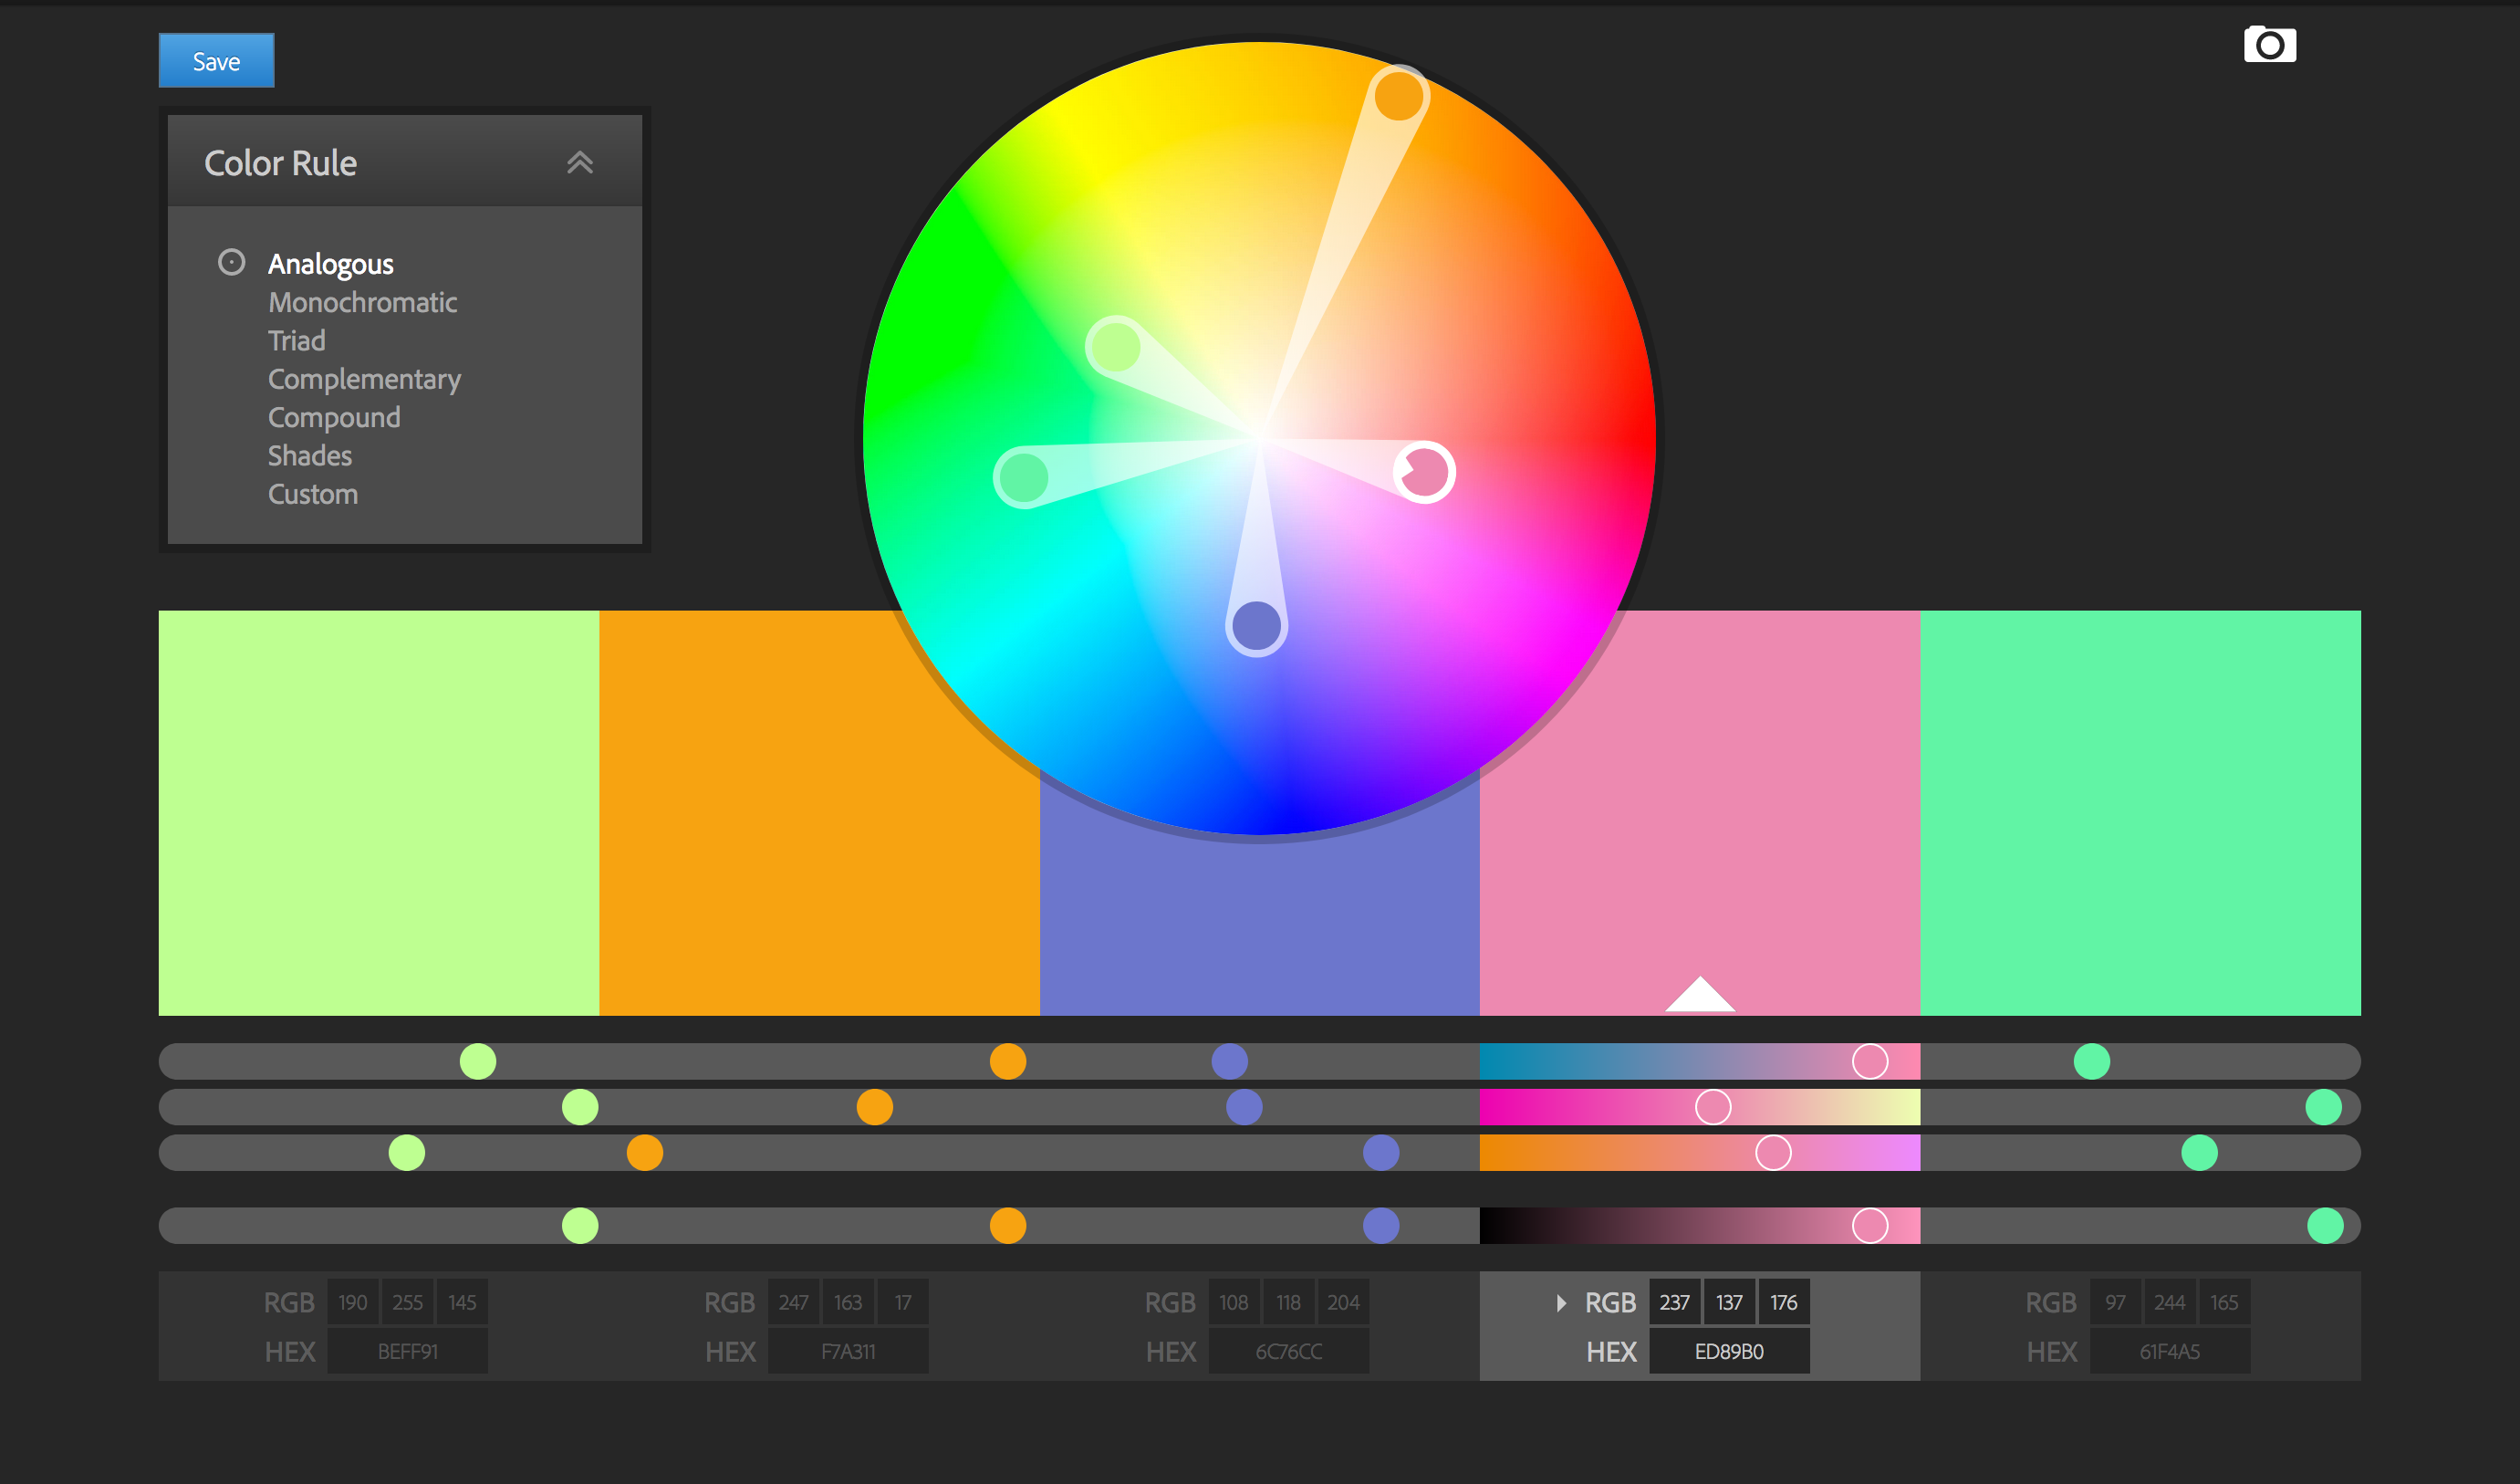 Save
Color Rule
Analogous
Monochromatic
Triad
Complementary
Compound
Shades
Custom
RGB 190 255 145 RGB 247 163 17 RGB 108 118 204 RGB 237 137 176 RGB 97 244 165
HEX BEFF91 HEX F7A311 HEX 6C76CC HEX ED89B0 HEX 61F4A5